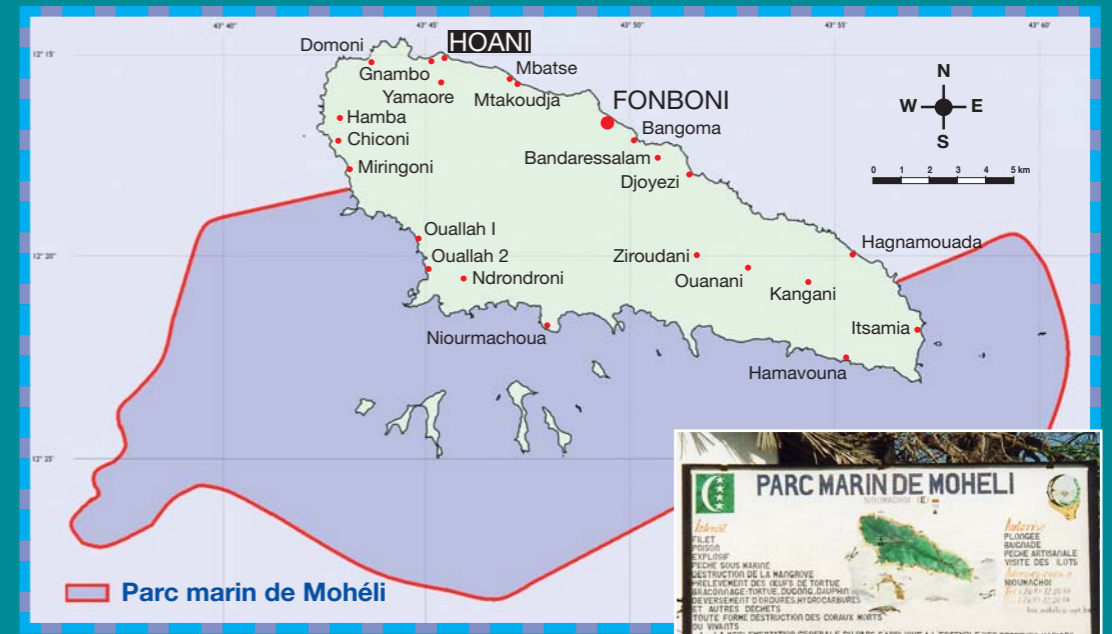 43° 40'
43° 45'
43° 50'
43° 55'
43° 60'
12° 15'
Domoni
HOANI
Gnambo
Mbatse
Yamaore
Mtakoudja
FONBONI
N
W
E
S
Hamba
Bangoma
Chiconi
Bandaressalam
Miringoni
Djoyezi
0 1 2 3 4 5 km
Ouallah I
Hagnamouada
12° 20'
Ouallah 2
Ziroudani
Ndrondroni
Ouanani
Kangani
Niourmachoua
Itsamia
Hamavouna
12° 25'
Parc marin de Mohéli
PARC MARIN DE MOHELI
NIOUMACHOI (E)
Interdit
FILET
POISON
EXPLOSIF
PECHE SOUS MARINE
DESTRUCTION DE LA MANGROVE
PRELEVEMENT DES ŒUFS DE TORTUE
BRACONNAGE: TORTUE, DUGONG, DAUPHIN
DEVERSEMENT D'ORDURES, HYDROCARBURES
ET AUTRES DECHETS
TOUTE FORME DESTRUCTION DES CORAUX MORTS
OU VIVANTS
Autorisé
PLONGEE
BAIGNADE
PECHE ARTISANALE
VISITE DES ILOTS
NIOUMACHOI